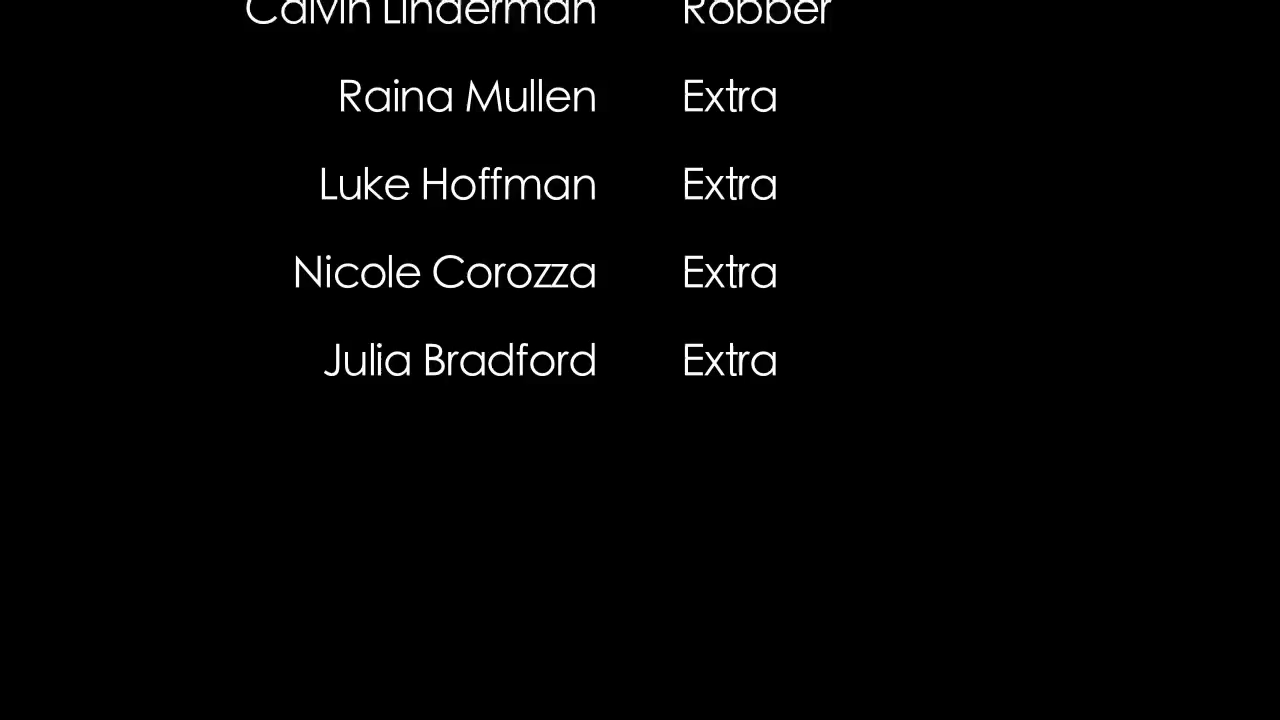 Calvin Linderman Robber
Raina Mullen Extra
Luke Hoffman Extra
Nicole Corozza Extra
Julia Bradford Extra